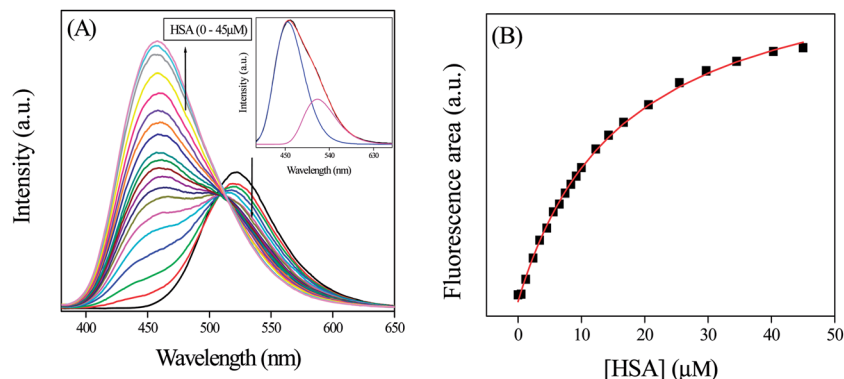 (A)
HSA (0 - 45μM)
Intensity (a.u.)
450 540 630
Wavelength (nm)
Intensity (a.u.)
400 450 500 550 600 650
Wavelength (nm)
(B)
Fluorescence area (a.u.)
0 10 20 30 40 50
[HSA] (μM)